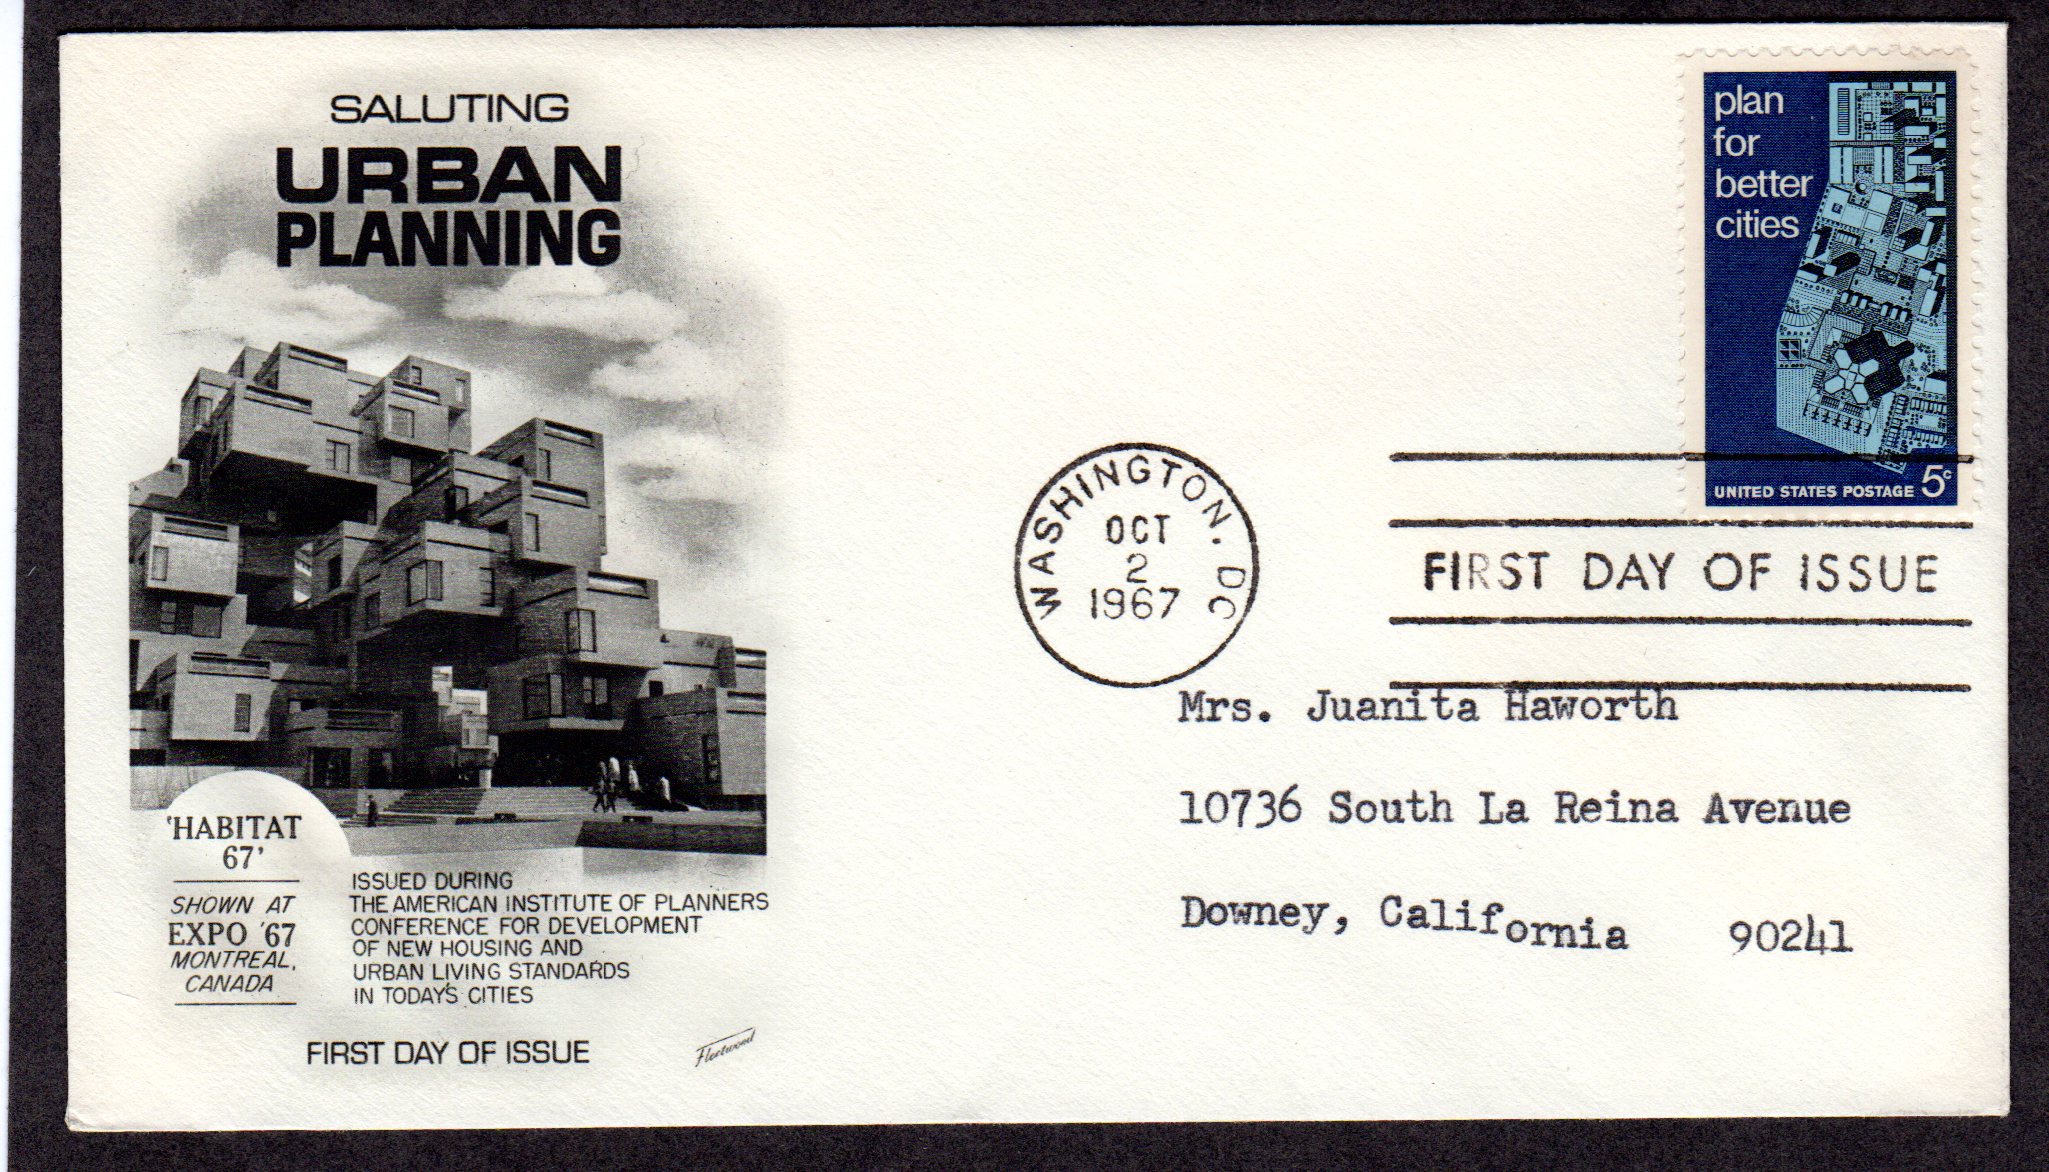 SALUTING
URBAN
PLANNING
'HABITAT
67'
SHOWN AT
EXPO '67
MONTREAL,
CANADA
ISSUED DURING
THE AMERICAN INSTITUTE OF PLANNERS
CONFERENCE FOR DEVELOPMENT
OF NEW HOUSING AND
URBAN LIVING STANDARDS
IN TODAY'S CITIES
FIRST DAY OF ISSUE
Fleetwood
plan
for
better
cities
UNITED STATES POSTAGE 5c
WASHINGTON. DC
OCT
2
1967
FIRST DAY OF ISSUE
Mrs. Juanita Haworth
10736 South La Reina Avenue
Downey, California 90241